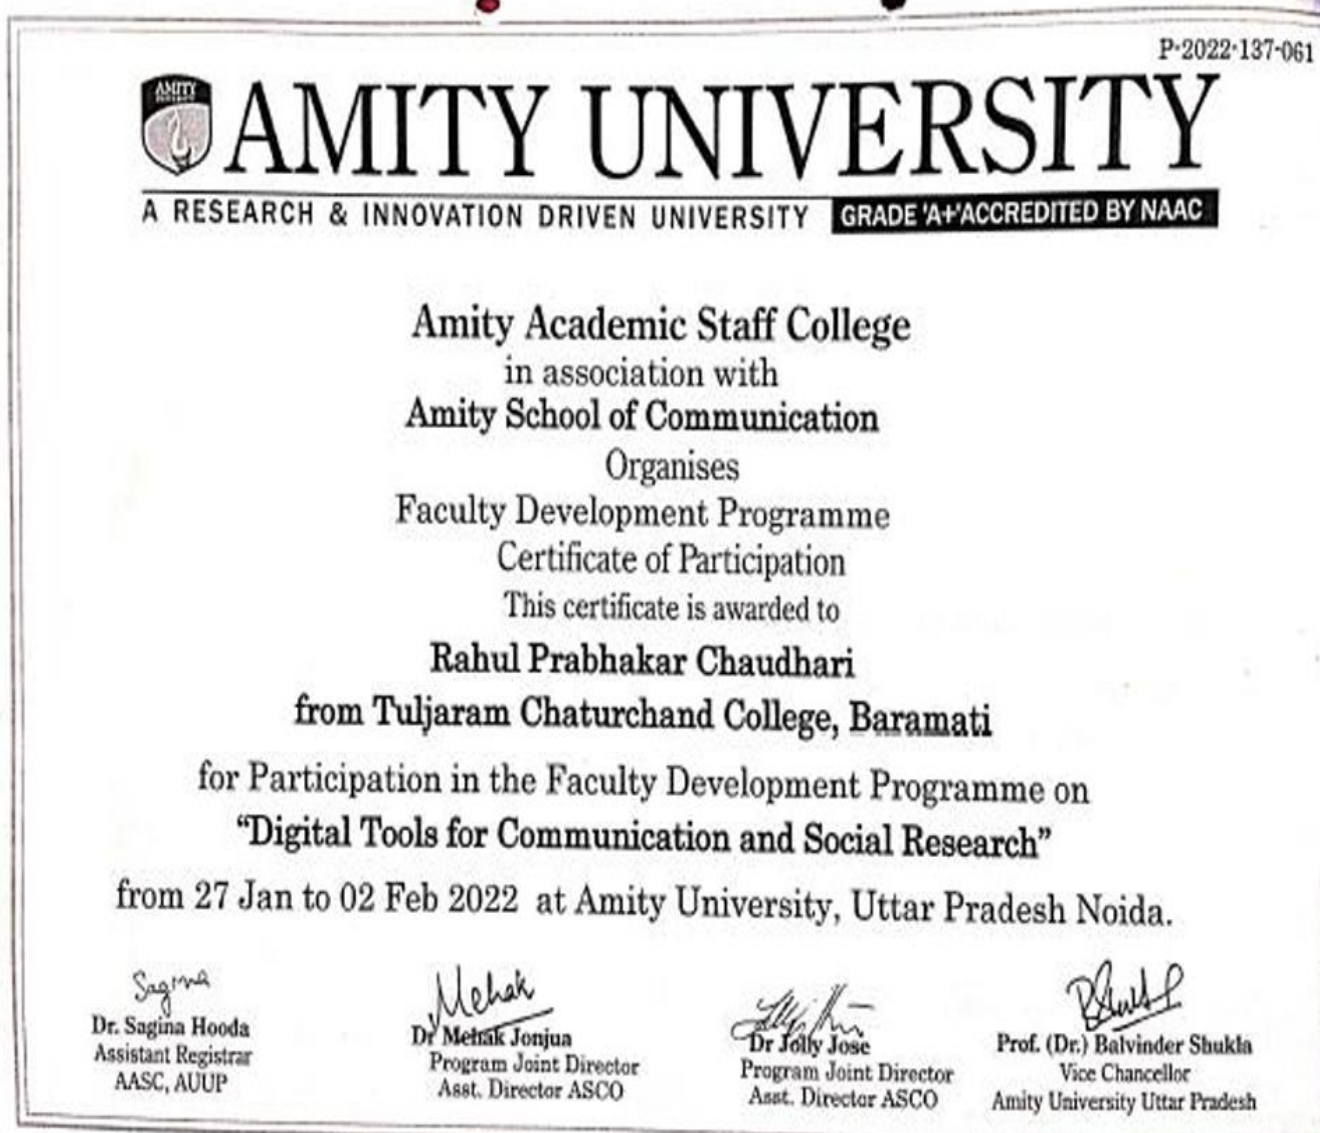 P-2022-137-061
AMITY
AMITY UNIVERSITY
A RESEARCH & INNOVATION DRIVEN UNIVERSITY GRADE 'A+'ACCREDITED BY NAAC
Amity Academic Staff College
in association with
Amity School of Communication
Organises
Faculty Development Programme
Certificate of Participation
This certificate is awarded to
Rahul Prabhakar Chaudhari
from Tuljaram Chaturchand College, Baramati
for Participation in the Faculty Development Programme on
“Digital Tools for Communication and Social Research”
from 27 Jan to 02 Feb 2022 at Amity University, Uttar Pradesh Noida.
Sagina
Dr. Sagina Hooda
Assistant Registrar
AASC, AUUP
Mehak
Dr Mehak Jonjua
Program Joint Director
Asst. Director ASCO
Dr Jolly Jose
Program Joint Director
Asst. Director ASCO
Prof. (Dr.) Balvinder Shukla
Vice Chancellor
Amity University Uttar Pradesh